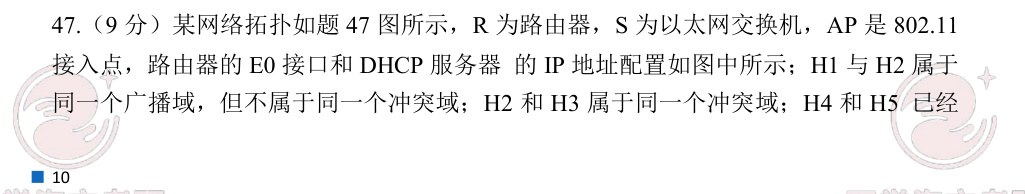 47.（9 分）某网络拓扑如题 47 图所示，R 为路由器，S 为以太网交换机，AP 是 802.11
接入点，路由器的 E0 接口和 DHCP 服务器 的 IP 地址配置如图中所示；H1 与 H2 属于
同一个广播域，但不属于同一个冲突域；H2 和 H3 属于同一个冲突域；H4 和 H5 已经
10